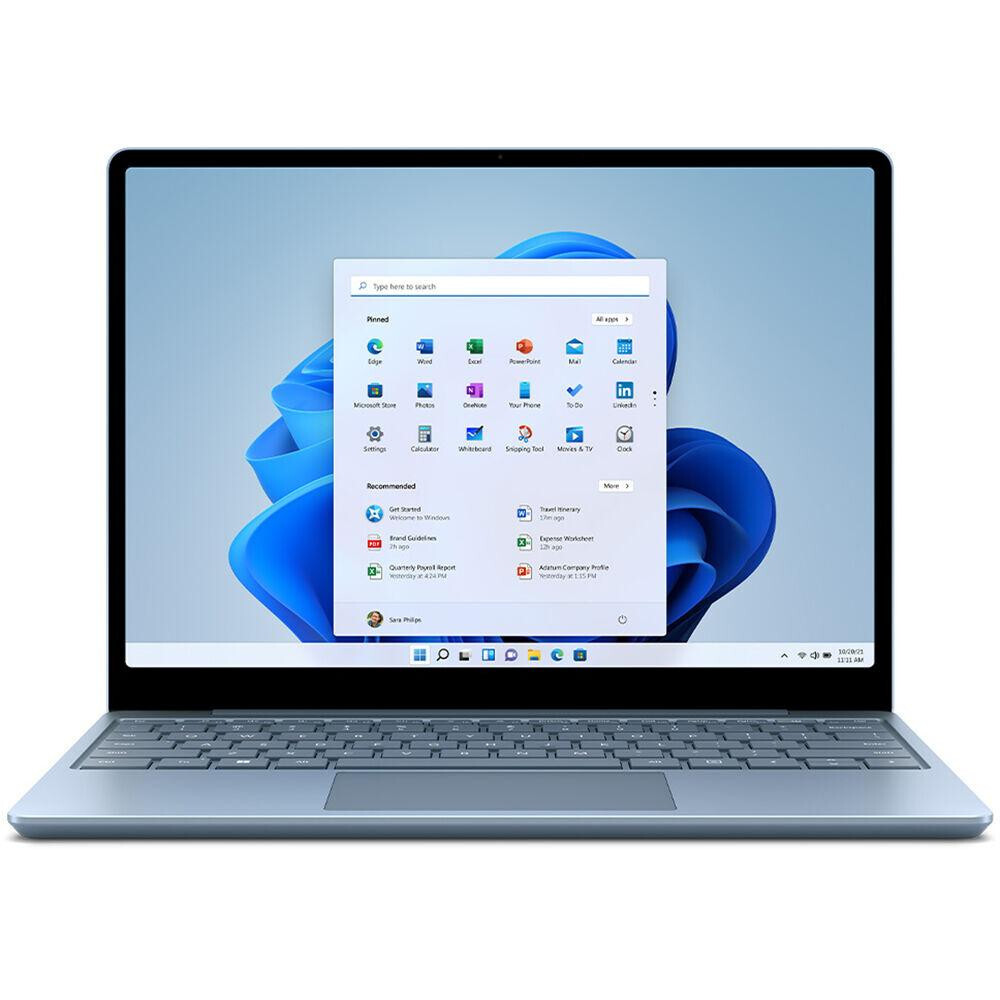 Type here to search
Pinned
All apps >
Edge
Word
Excel
PowerPoint
Mail
Calendar
Microsoft Store
Photos
OneNote
Your Phone
To Do
LinkedIn
Settings
Calculator
Whiteboard
Snipping Tool
Movies & TV
Clock
Recommended
More >
Get Started
Welcome to Windows
Travel Itinerary
17m ago
Brand Guidelines
2h ago
Expense Worksheet
12h ago
Quarterly Payroll Report
Yesterday at 4:24 PM
Adatum Company Profile
Yesterday at 1:15 PM
Sara Philips
10/20/21
11:11 AM